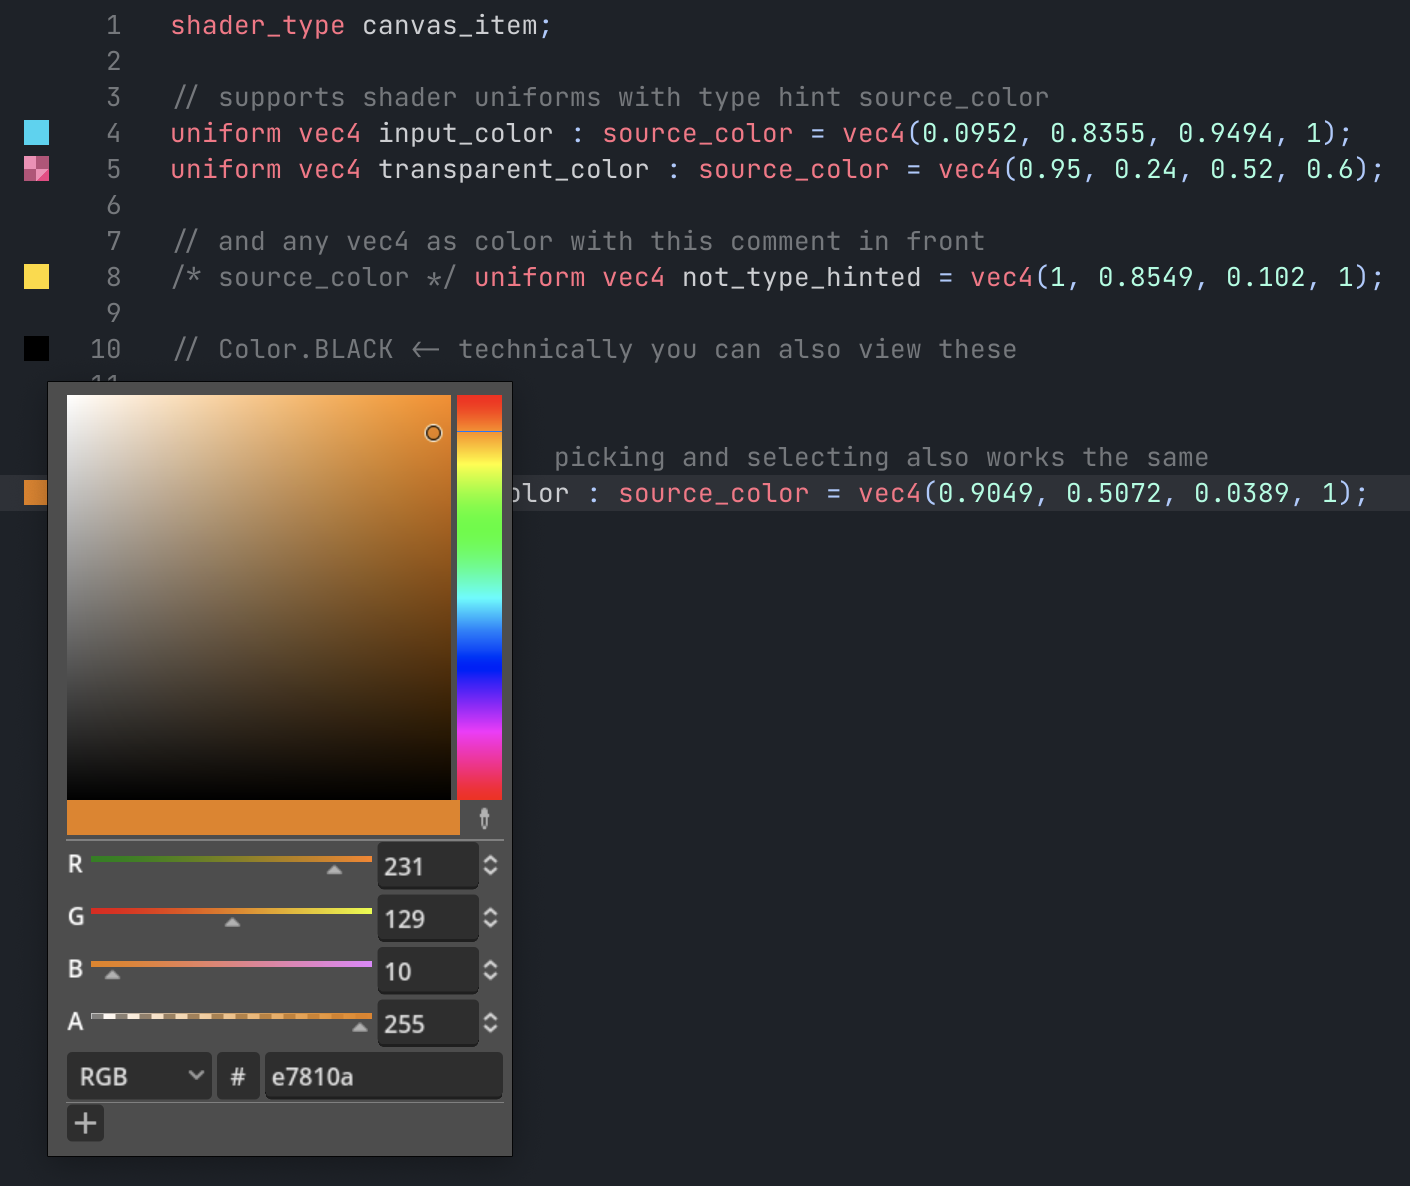 1 shader_type canvas_item;
2
3 // supports shader uniforms with type hint source_color
4 uniform vec4 input_color : source_color = vec4(0.0952, 0.8355, 0.9494, 1);
5 uniform vec4 transparent_color : source_color = vec4(0.95, 0.24, 0.52, 0.6);
6
7 // and any vec4 as color with this comment in front
8 /* source_color */ uniform vec4 not_type_hinted = vec4(1, 0.8549, 0.102, 1);
9
10 // Color.BLACK <- technically you can also view these
11
picking and selecting also works the same
olor : source_color = vec4(0.9049, 0.5072, 0.0389, 1);
R 231
G 129
B 10
A 255
RGB # e7810a